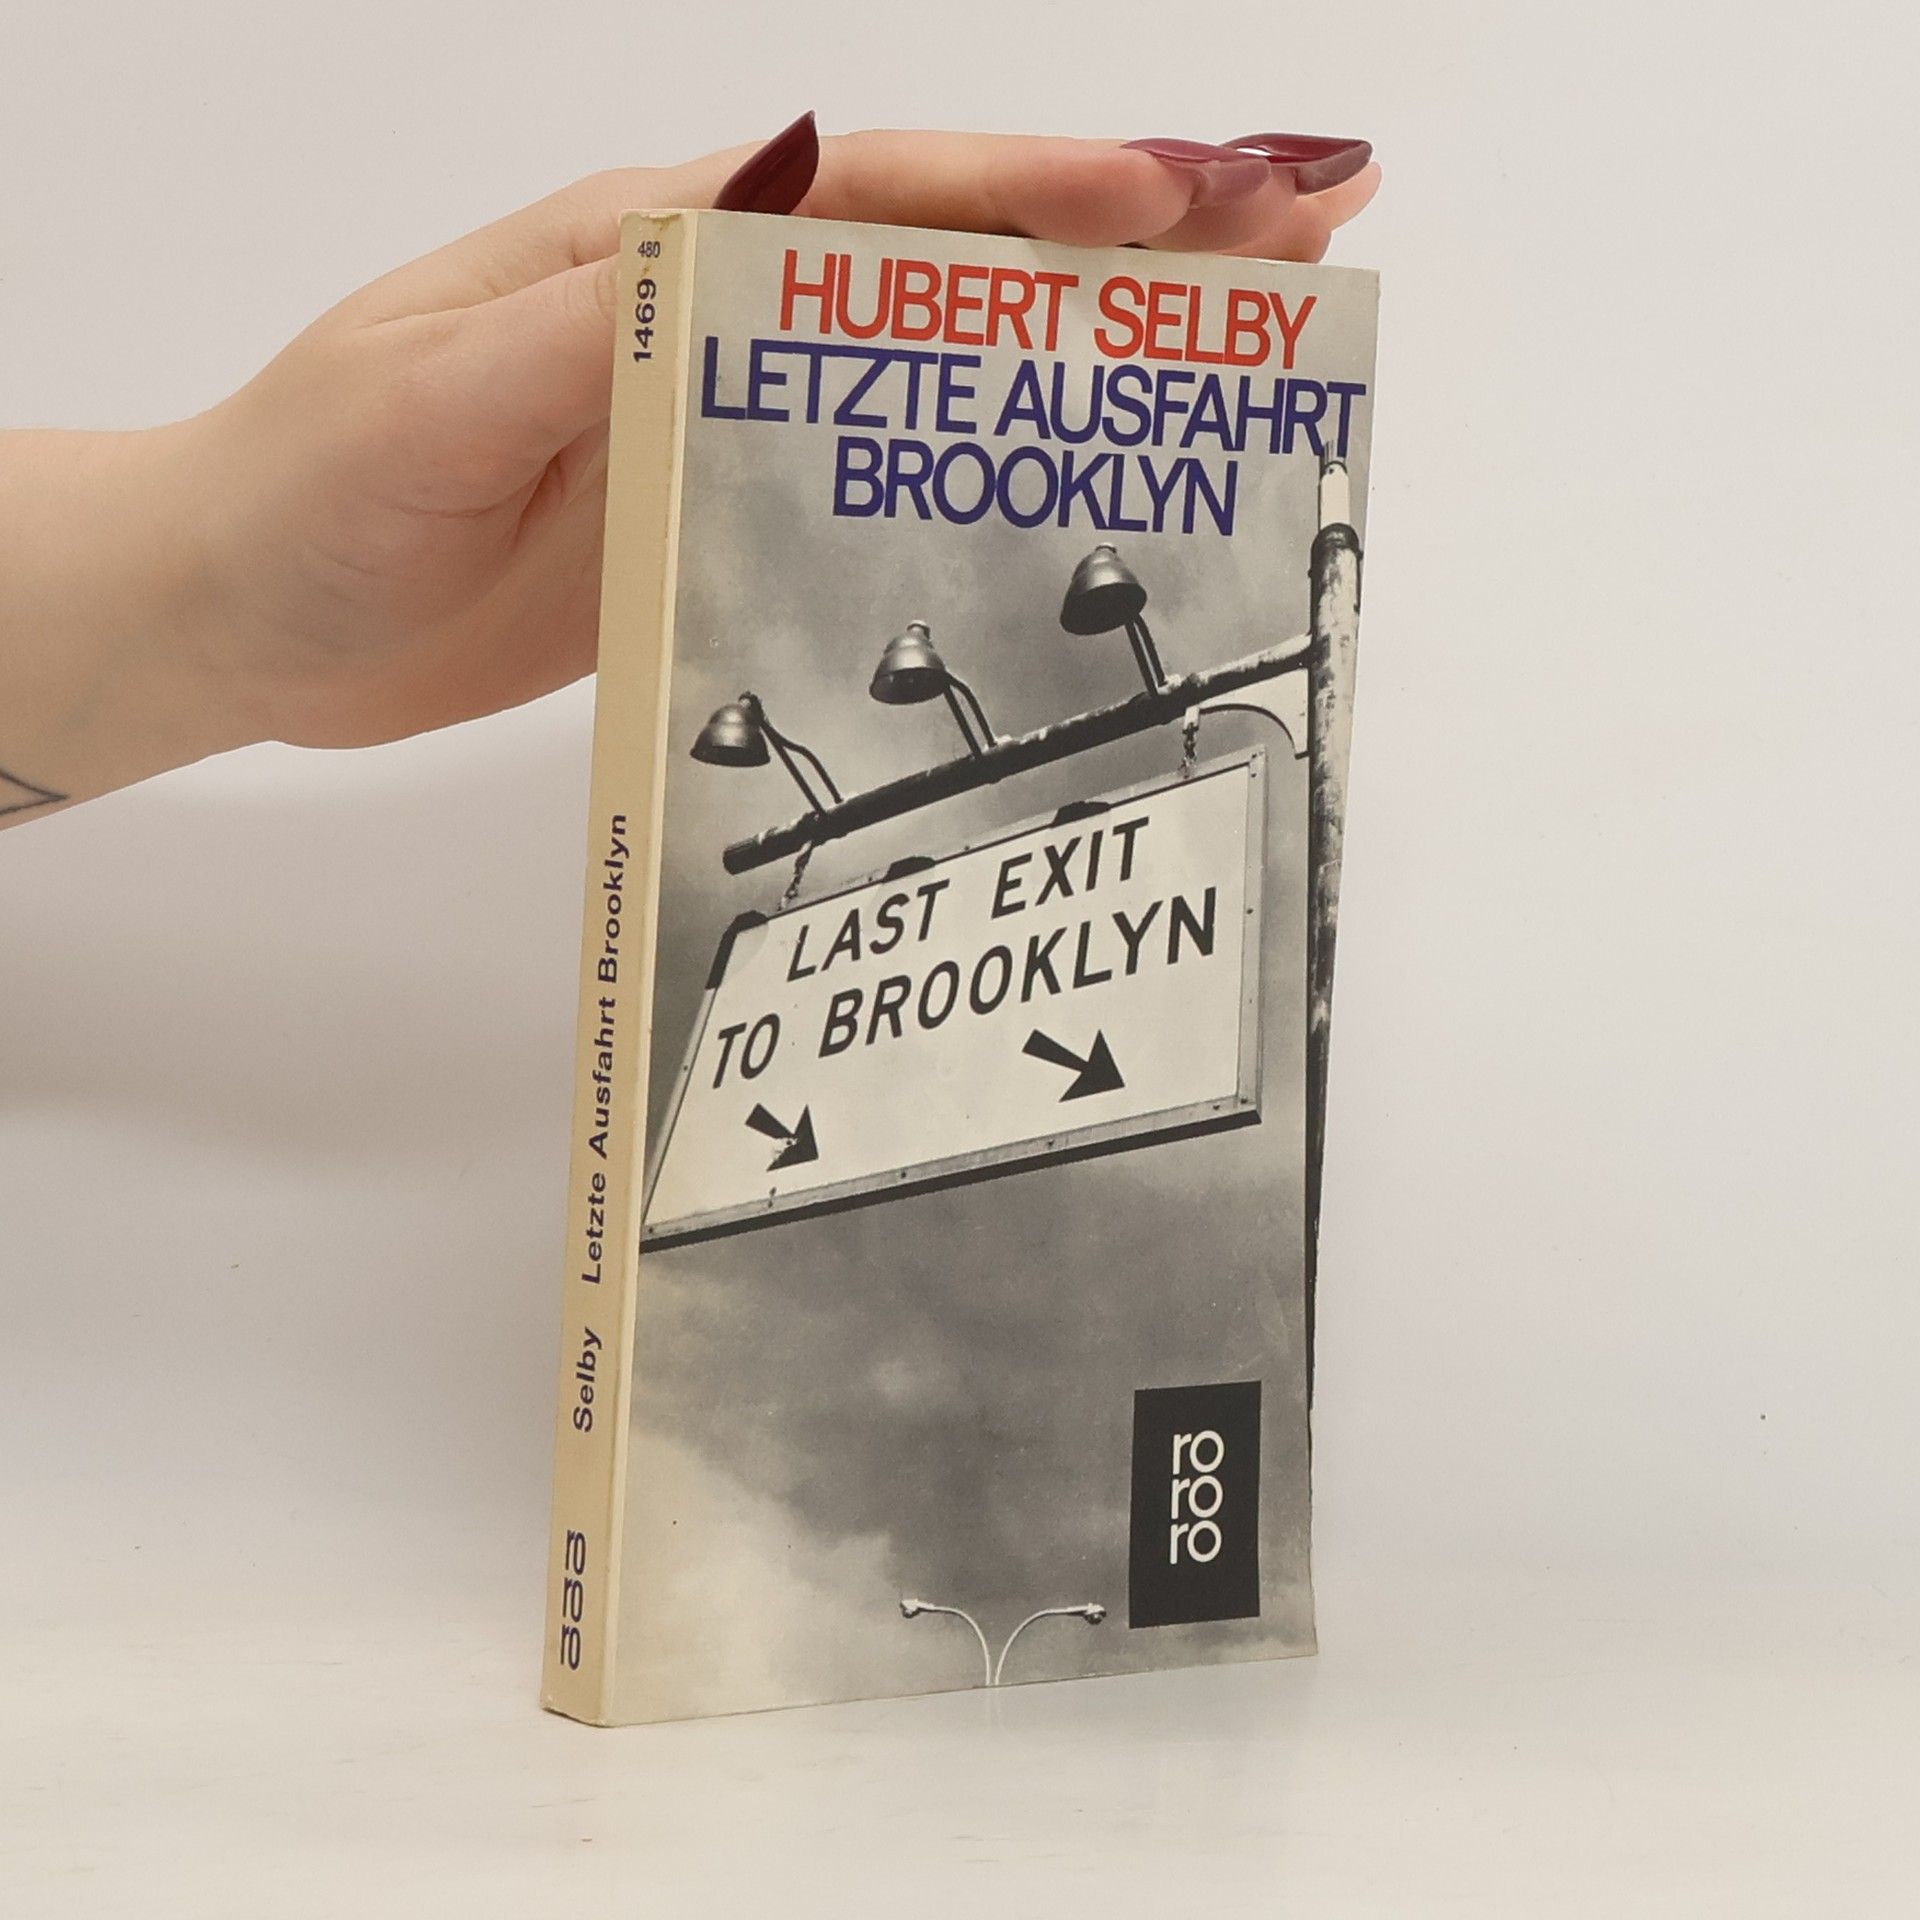 480
1469
Selby Letzte Ausfahrt Brooklyn
ro
ro
ro
HUBERT SELBY
LETZTE AUSFAHRT
BROOKLYN
LAST EXIT
TO BROOKLYN
ro
ro
ro